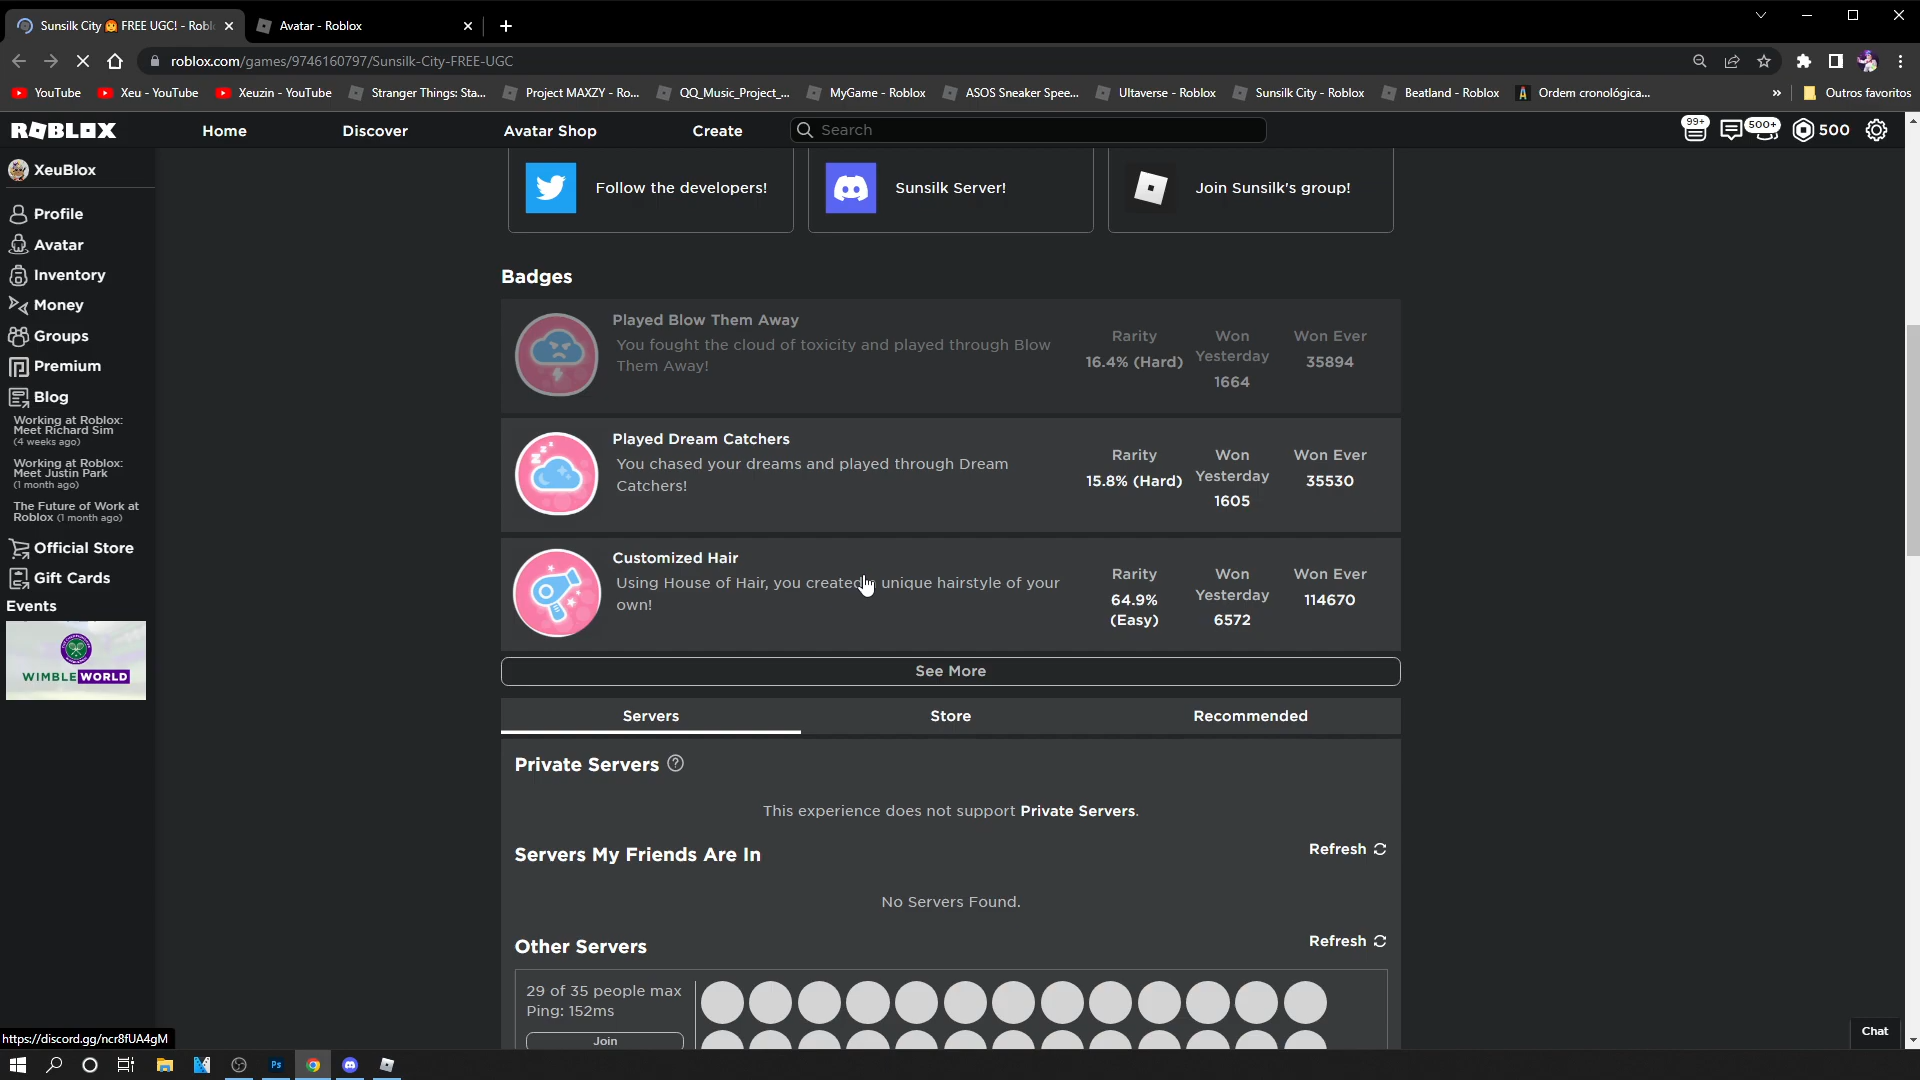 Sunsilk City FREE UGC! - Robl
Avatar - Roblox
roblox.com/games/9746160797/Sunsilk-City-FREE-UGC
YouTube
Xeu - YouTube
Xeuzin - YouTube
Stranger Things: Sta...
Project MAXZY - Ro...
QQ_Music_Project_...
MyGame - Roblox
ASOS Sneaker Spee...
Ultaverse - Roblox
Sunsilk City - Roblox
Beatland - Roblox
Ordem cronológica...
»
Outros favoritos
ROBLOX
Home
Discover
Avatar Shop
Create
Search
99+
500+
500
XeuBlox
Profile
Avatar
Inventory
Money
Groups
Premium
Blog
Working at Roblox:
Meet Richard Sim
(4 weeks ago)
Working at Roblox:
Meet Justin Park
(1 month ago)
The Future of Work at
Roblox (1 month ago)
Official Store
Gift Cards
Events
WIMBLEWORLD
Follow the developers!
Sunsilk Server!
Join Sunsilk's group!
Badges
Played Blow Them Away
You fought the cloud of toxicity and played through Blow
Them Away!
Rarity
16.4% (Hard)
Won
Yesterday
1664
Won Ever
35894
Played Dream Catchers
You chased your dreams and played through Dream
Catchers!
Rarity
15.8% (Hard)
Won
Yesterday
1605
Won Ever
35530
Customized Hair
Using House of Hair, you created unique hairstyle of your
own!
Rarity
64.9%
(Easy)
Won
Yesterday
6572
Won Ever
114670
See More
Servers
Store
Recommended
Private Servers
This experience does not support Private Servers.
Servers My Friends Are In
Refresh
No Servers Found.
Other Servers
Refresh
29 of 35 people max
Ping: 152ms
Join
Chat
https://discord.gg/ncr8fUA4gM
Ps